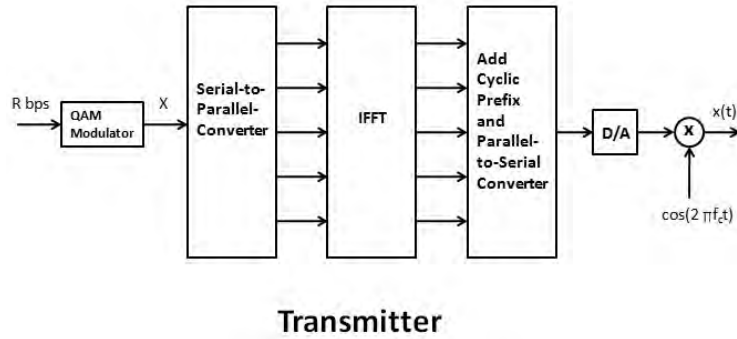 R bps
QAM
Modulator
X
Serial-to-
Parallel-
Converter
IFFT
Add
Cyclic
Prefix
and
Parallel-
to-Serial
Converter
D/A
X
x(t)
cos(2 πf_ct)
Transmitter